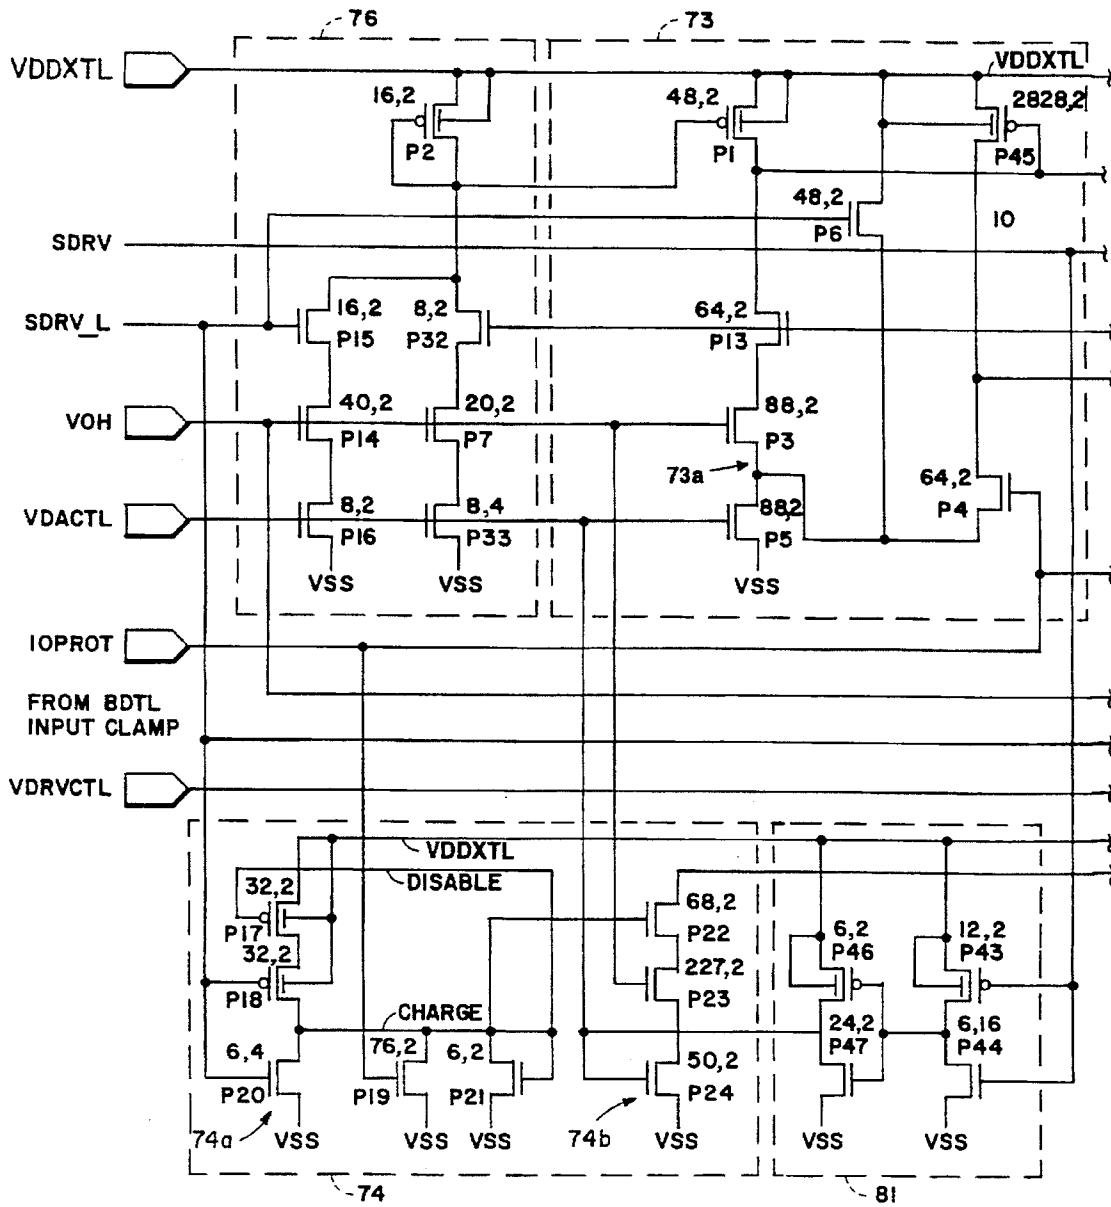 76
73
VDDXTL
VDDXTL
16,2
P2
48,2
P1
2828,2
P45
48,2
P6
10
SDRV
SDRV_L
16,2
P15
8,2
P32
64,2
P13
VOH
40,2
P14
20,2
P7
88,2
P3
73a
64,2
P4
VDACTL
8,2
P16
8,4
P33
88,2
P5
VSS
VSS
VSS
IOPROT
FROM BDTL
INPUT CLAMP
VDRVCTL
VDDXTL
DISABLE
32,2
P17
32,2
P18
68,2
P22
227,2
P23
6,2
P46
12,2
P43
CHARGE
6,4
P20
76,2
P19
6,2
P21
50,2
P24
24,2
P47
6,16
P44
74a
VSS
VSS
VSS
74b
VSS
VSS
VSS
74
81